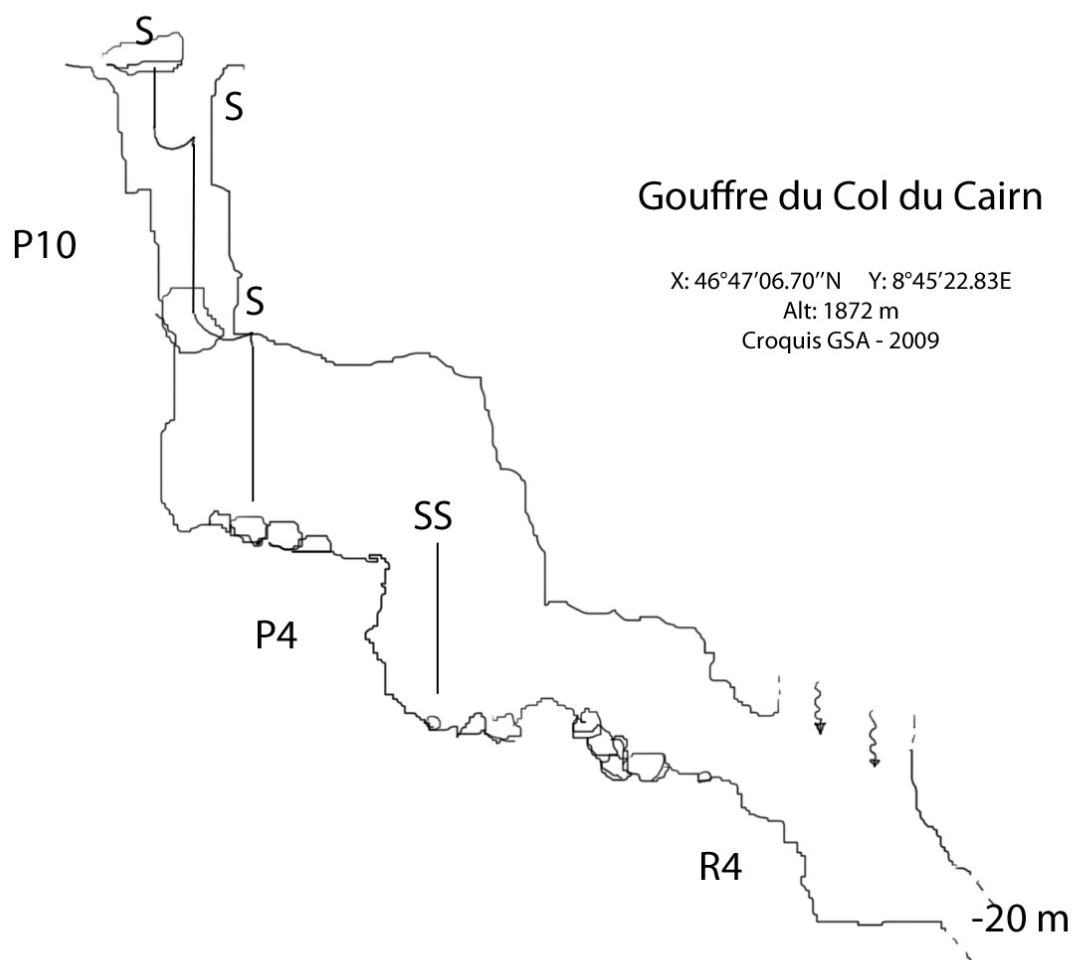 S
S
Gouffre du Col du Cairn
P10
X: 46°47’06.70’’N Y: 8°45’22.83E
S
Alt: 1872 m
Croquis GSA - 2009
SS
P4
R4
-20 m